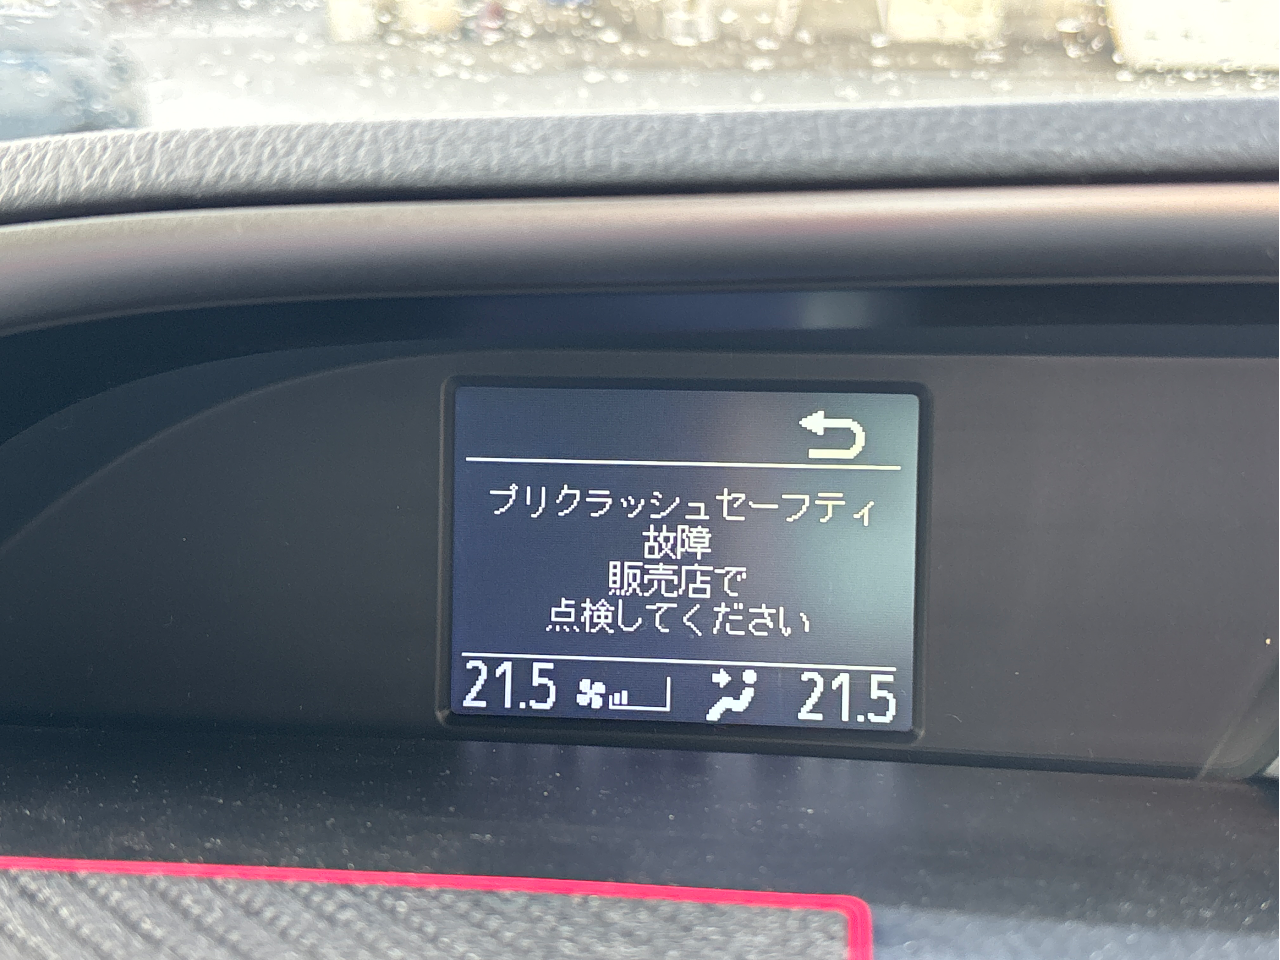 プリクラッシュセーフティ
故障
販売店で
点検してください
21.5 21.5